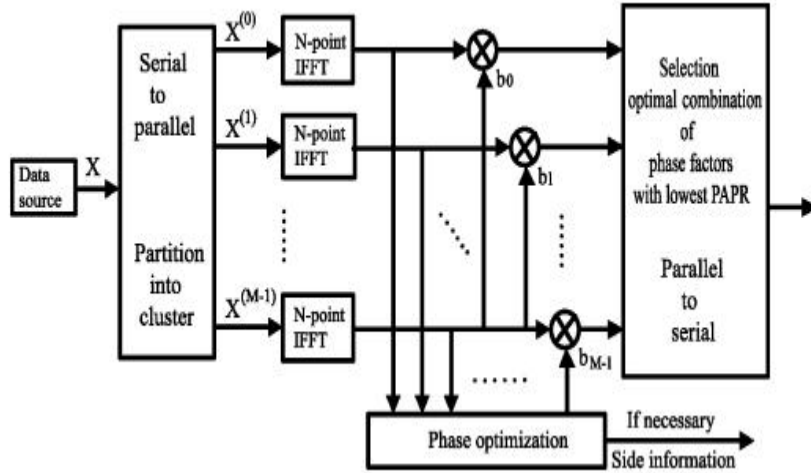 Data
source
X
Serial
to
parallel
Partition
into
cluster
X(0)
X(1)
X(M-1)
N-point
IFFT
N-point
IFFT
N-point
IFFT
b0
b1
bM-1
Selection
optimal combination
of
phase factors
with lowest PAPR
Parallel
to
serial
Phase optimization
If necessary
Side information